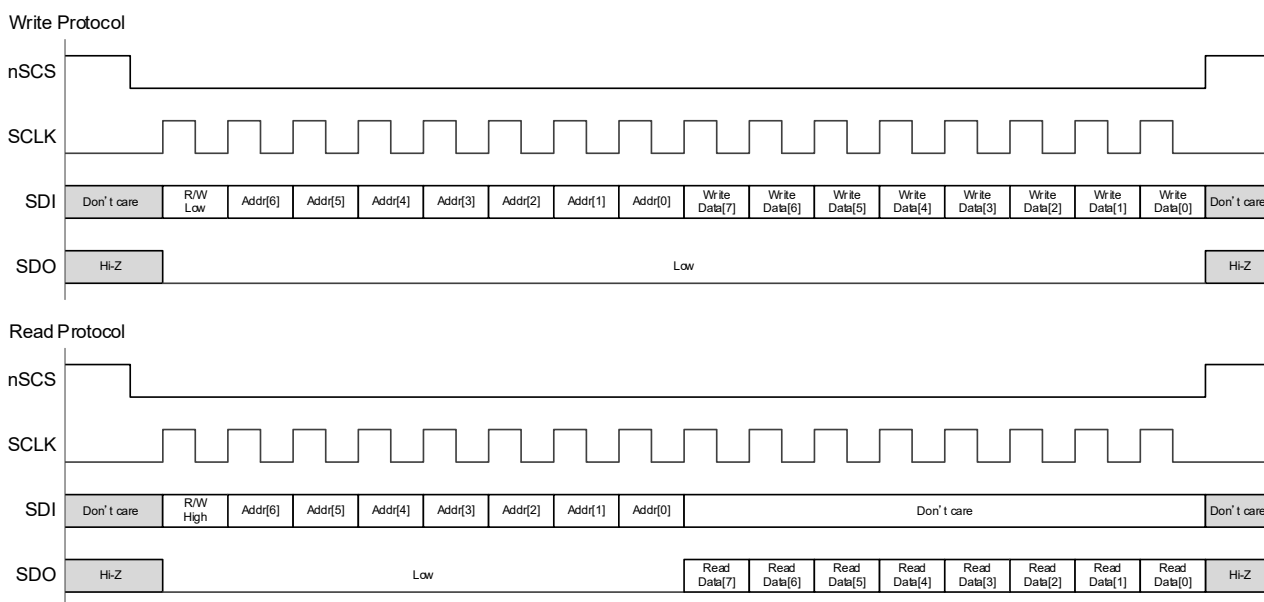 Write Protocol
nSCS
SCLK
SDI Don't care R/W Low Addr[6] Addr[5] Addr[4] Addr[3] Addr[2] Addr[1] Addr[0] Write Data[7] Write Data[6] Write Data[5] Write Data[4] Write Data[3] Write Data[2] Write Data[1] Write Data[0] Don't care
SDO Hi-Z Low Hi-Z
Read Protocol
nSCS
SCLK
SDI Don't care R/W High Addr[6] Addr[5] Addr[4] Addr[3] Addr[2] Addr[1] Addr[0] Don't care Don't care
SDO Hi-Z Low Read Data[7] Read Data[6] Read Data[5] Read Data[4] Read Data[3] Read Data[2] Read Data[1] Read Data[0] Hi-Z